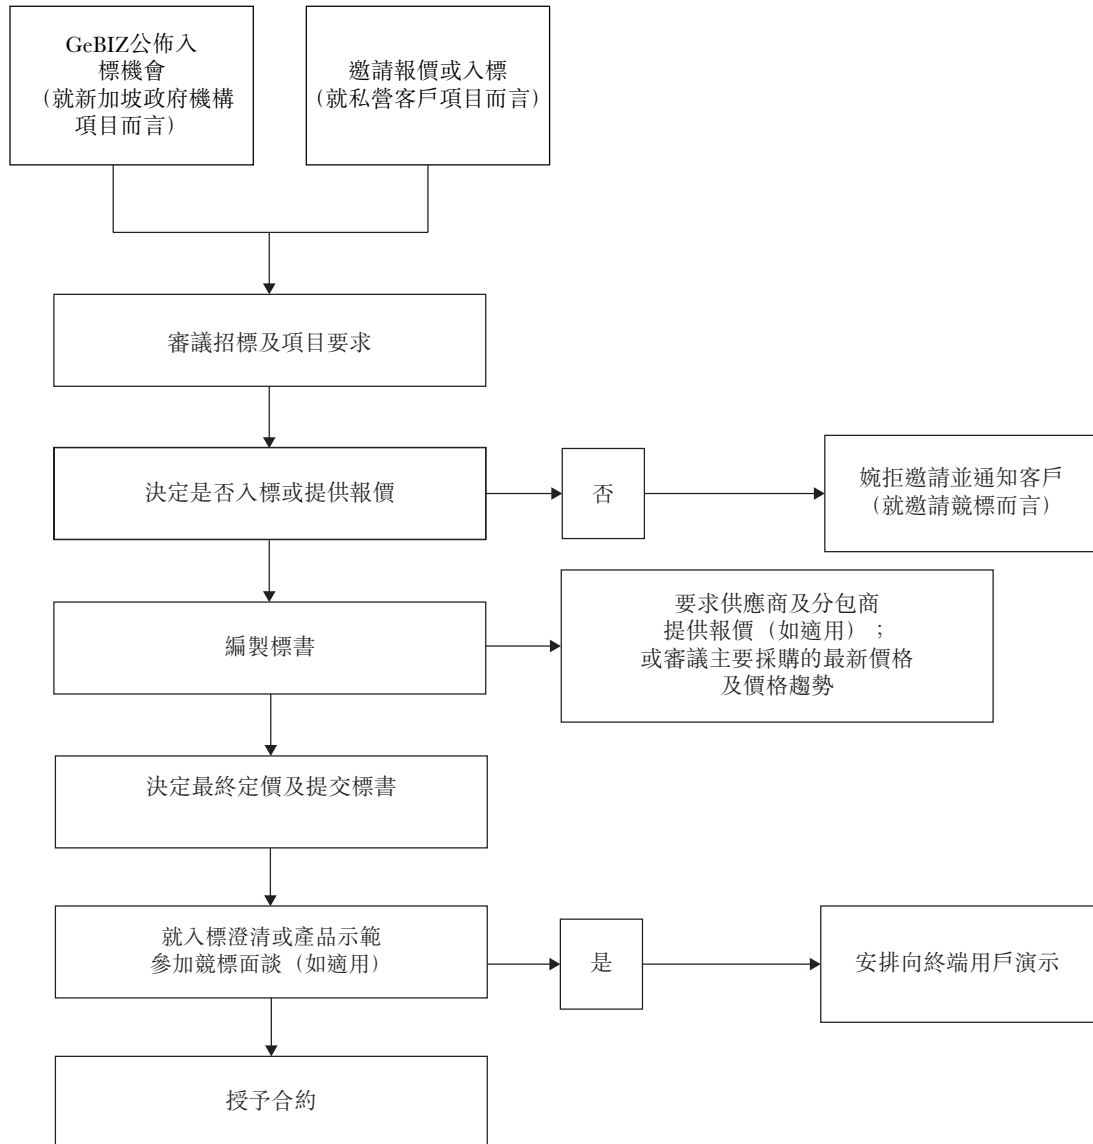 GeBIZ公佈入
標機會
（就新加坡政府機構
項目而言）
邀請報價或入標
（就私營客戶項目而言）
審議招標及項目要求
決定是否入標或提供報價
否
婉拒邀請並通知客戶
（就邀請競標而言）
編製標書
要求供應商及分包商
提供報價（如適用）；
或審議主要採購的最新價格
及價格趨勢
決定最終定價及提交標書
就入標澄清或產品示範
參加競標面談（如適用）
是
安排向終端用戶演示
授予合約